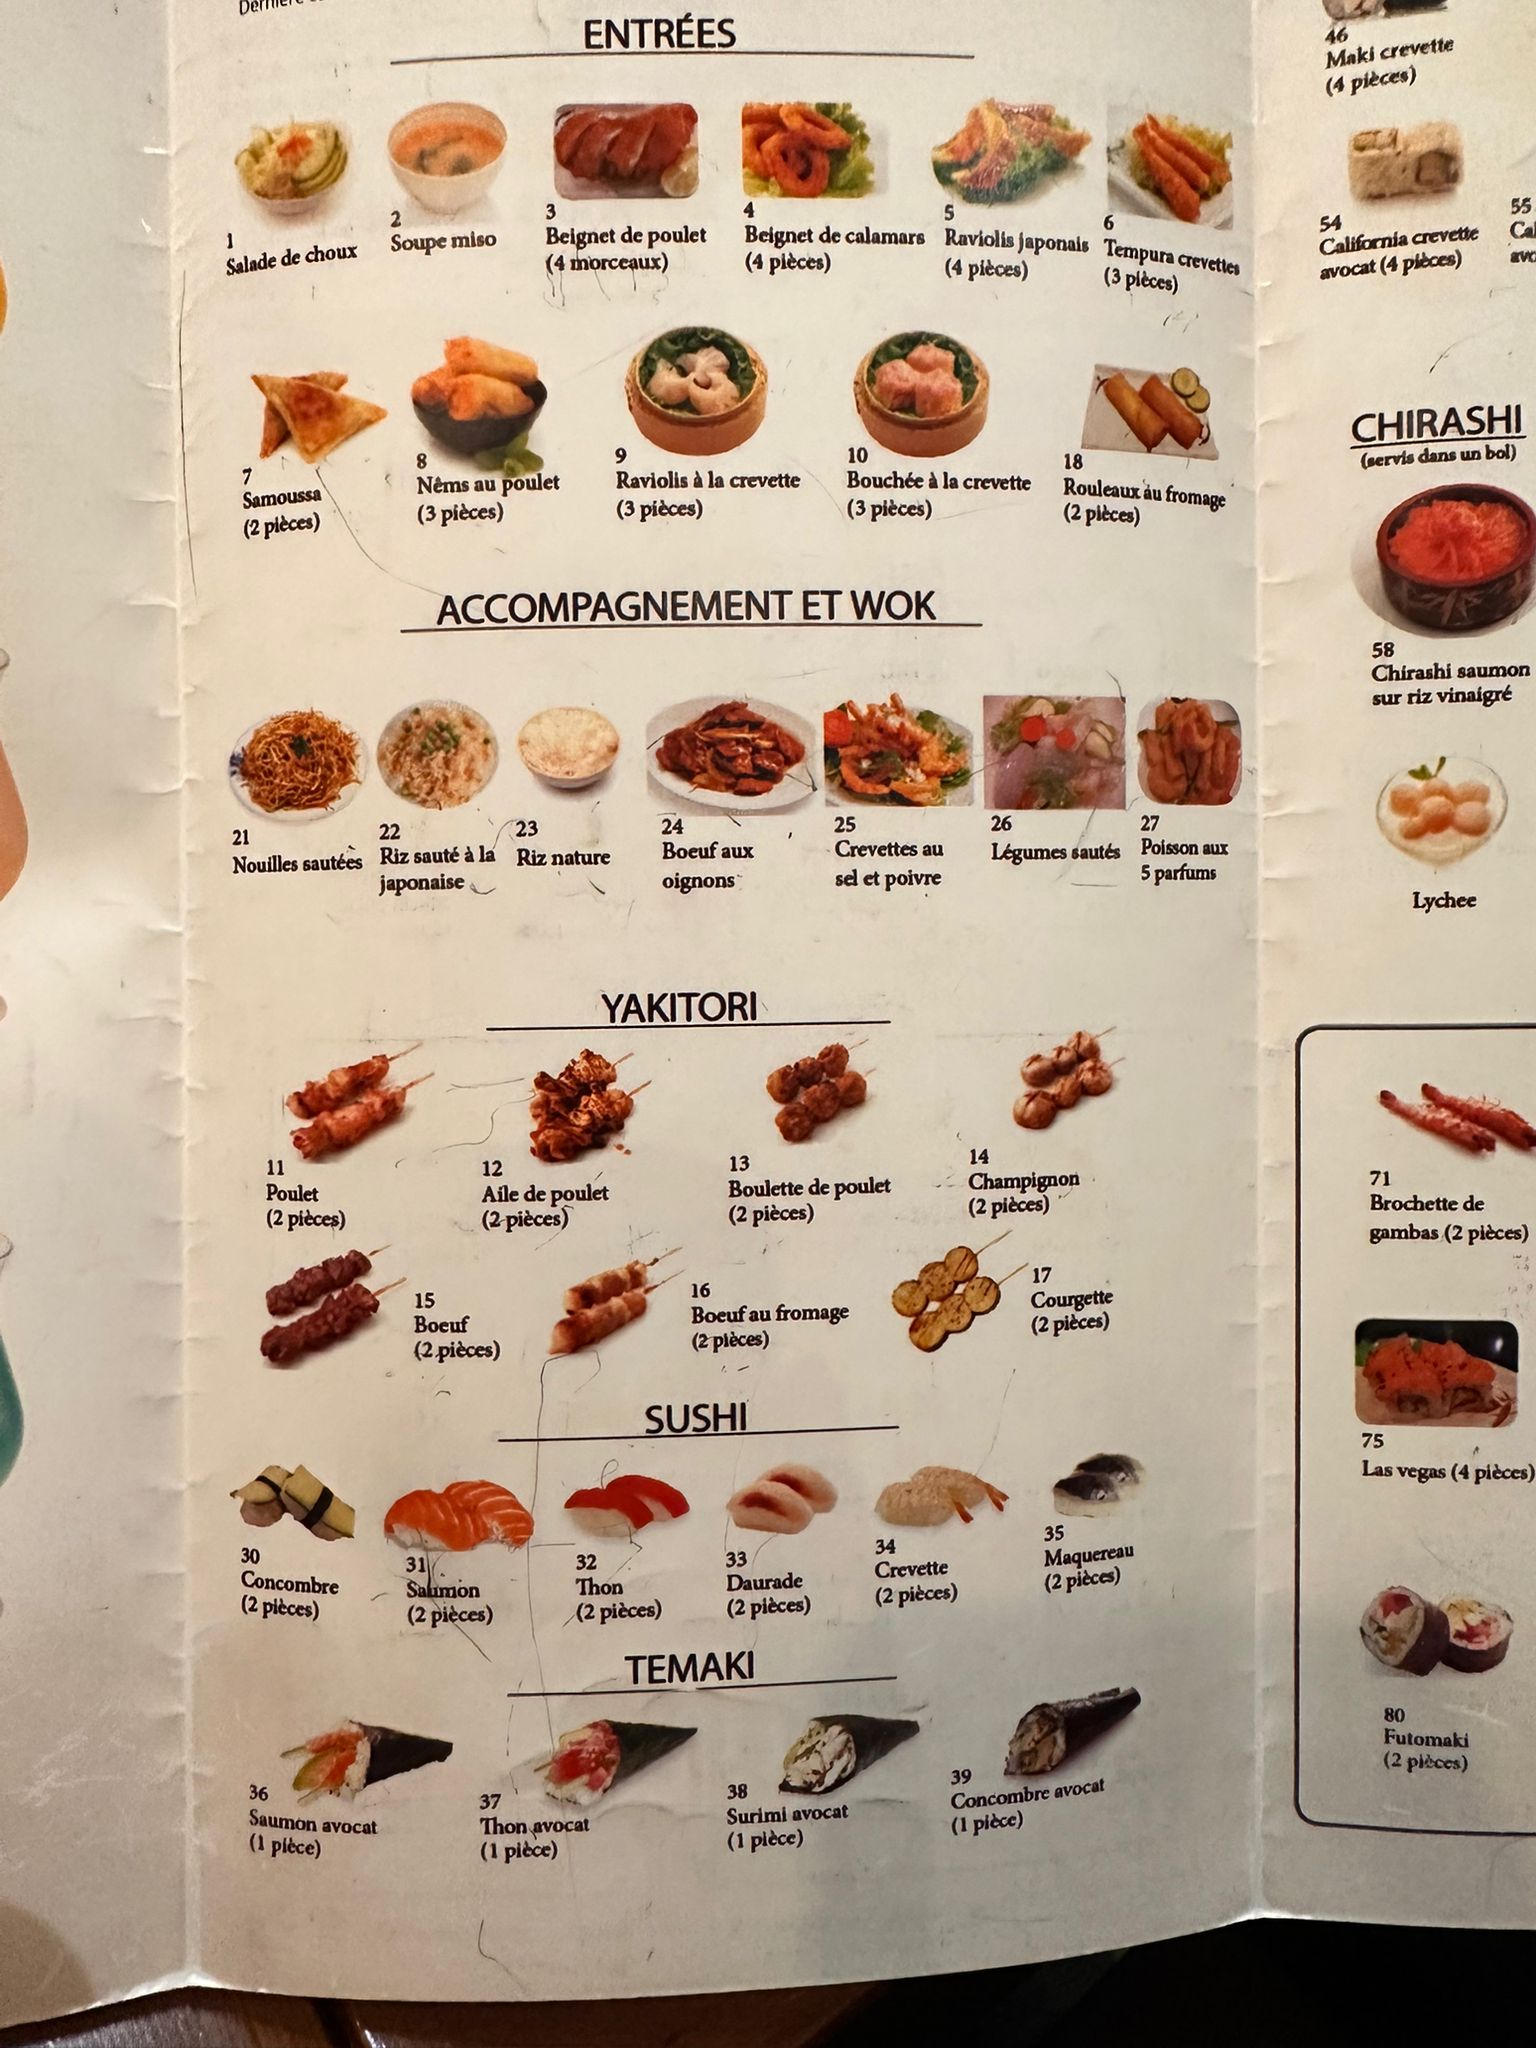 ENTRÉES
1
Salade de choux
2
Soupe miso
3
Beignet de poulet
(4 morceaux)
4
Beignet de calamars
(4 pièces)
5
Raviolis japonais
(4 pièces)
6
Tempura crevettes
(3 pièces)
7
Samoussa
(2 pièces)
8
Nêms au poulet
(3 pièces)
9
Raviolis à la crevette
(3 pièces)
10
Bouchée à la crevette
(3 pièces)
18
Rouleaux au fromage
(2 pièces)
ACCOMPAGNEMENT ET WOK
21
Nouilles sautées
22
Riz sauté à la
japonaise
23
Riz nature
24
Boeuf aux
oignons
25
Crevettes au
sel et poivre
26
Légumes sautés
27
Poisson aux
5 parfums
YAKITORI
11
Poulet
(2 pièces)
12
Aile de poulet
(2 pièces)
13
Boulette de poulet
(2 pièces)
14
Champignon
(2 pièces)
15
Boeuf
(2 pièces)
16
Boeuf au fromage
(2 pièces)
17
Courgette
(2 pièces)
SUSHI
30
Concombre
(2 pièces)
31
Saumon
(2 pièces)
32
Thon
(2 pièces)
33
Daurade
(2 pièces)
34
Crevette
(2 pièces)
35
Maquereau
(2 pièces)
TEMAKI
36
Saumon avocat
(1 pièce)
37
Thon avocat
(1 pièce)
38
Surimi avocat
(1 pièce)
39
Concombre avocat
(1 pièce)
46
Maki crevette
(4 pièces)
54
California crevette
avocat (4 pièces)
55
CHIRASHI
(servis dans un bol)
58
Chirashi saumon
sur riz vinaigré
Lychee
71
Brochette de
gambas (2 pièces)
75
Las vegas (4 pièces)
80
Futomaki
(2 pièces)